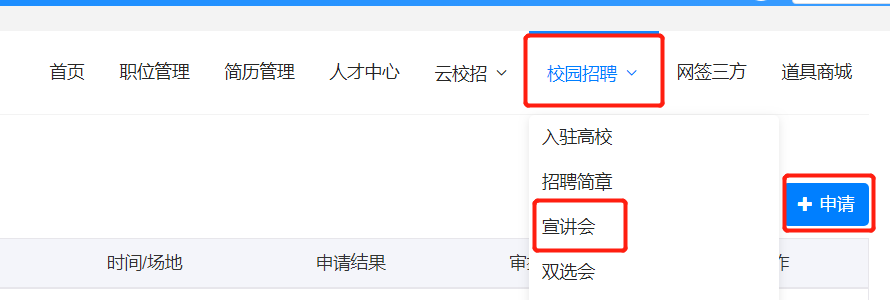 首页 职位管理 简历管理 人才中心 云校招 校园招聘 网签三方 道具商城
入驻高校
招聘简章
申请
宣讲会
时间/场地 申请结果
双选会